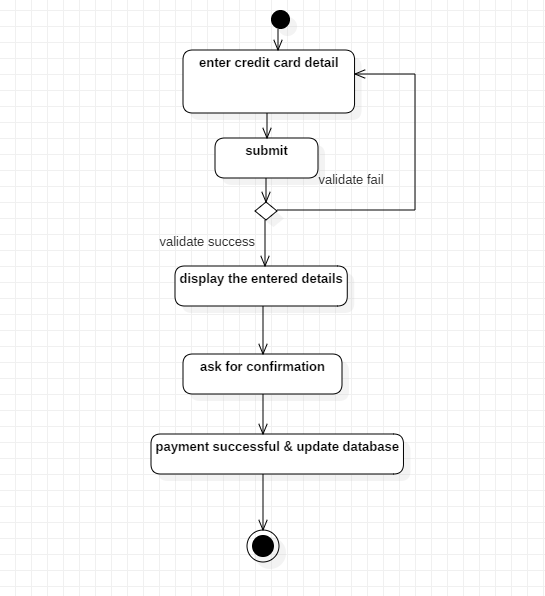 enter credit card detail
submit
validate fail
validate success
display the entered details
ask for confirmation
payment successful & update database